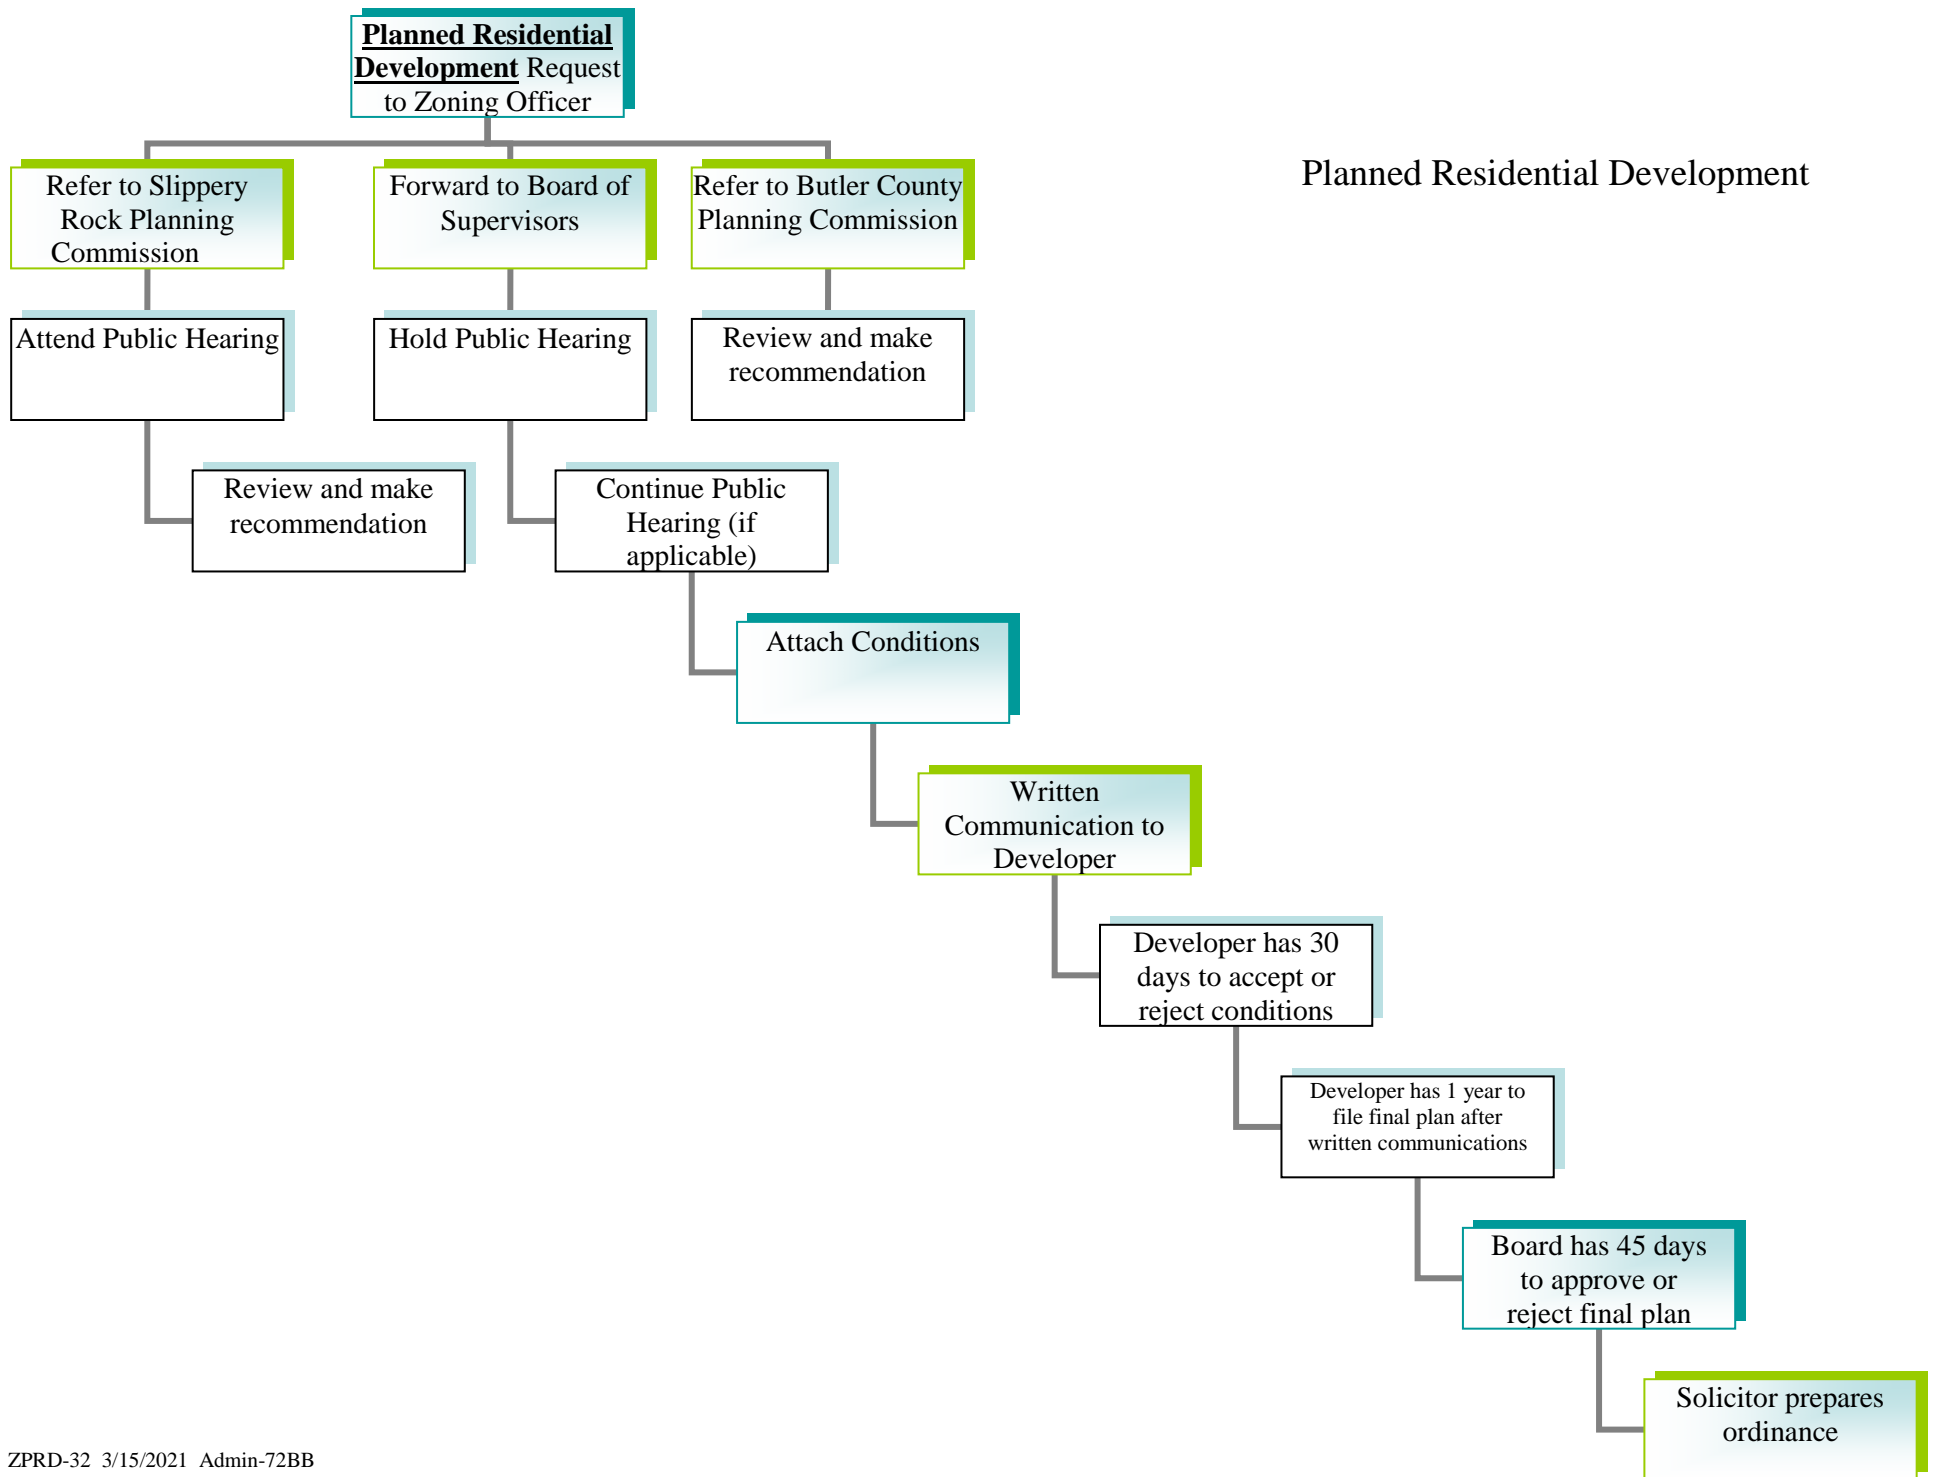 Planned Residential
Development Request
to Zoning Officer
Planned Residential Development
Refer to Slippery
Rock Planning
Commission
Forward to Board of
Supervisors
Refer to Butler County
Planning Commission
Attend Public Hearing
Hold Public Hearing
Review and make
recommendation
Review and make
recommendation
Continue Public
Hearing (if
applicable)
Attach Conditions
Written
Communication to
Developer
Developer has 30
days to accept or
reject conditions
Developer has 1 year to
file final plan after
written communications
Board has 45 days
to approve or
reject final plan
Solicitor prepares
ordinance
ZPRD-32 3/15/2021 Admin-72BB